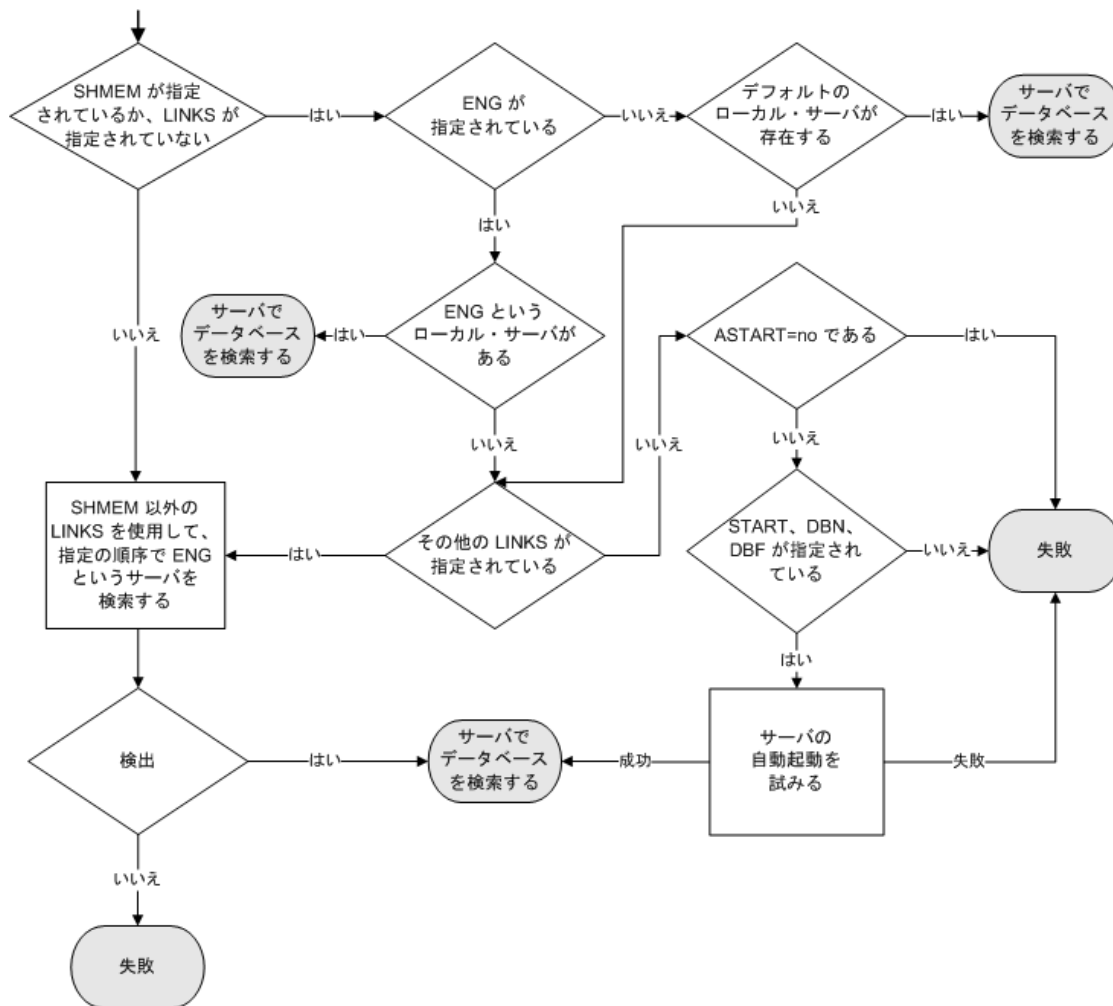 SHMEM が指定
されているか、LINKS が
指定されていない
はい
ENG が
指定されている
いいえ
デフォルトの
ローカル・サーバが
存在する
はい
サーバで
データベース
を検索する
いいえ
はい
いいえ
サーバで
データベース
を検索する
はい
ENG という
ローカル・サーバが
ある
ASTART=no である
はい
いいえ
いいえ
いいえ
SHMEM 以外の
LINKS を使用して、
指定の順序で ENG
というサーバを
検索する
はい
その他の LINKS が
指定されている
START、DBN、
DBF が指定され
ている
いいえ
失敗
はい
検出
はい
サーバで
データベース
を検索する
成功
サーバの
自動起動を
試みる
失敗
いいえ
失敗